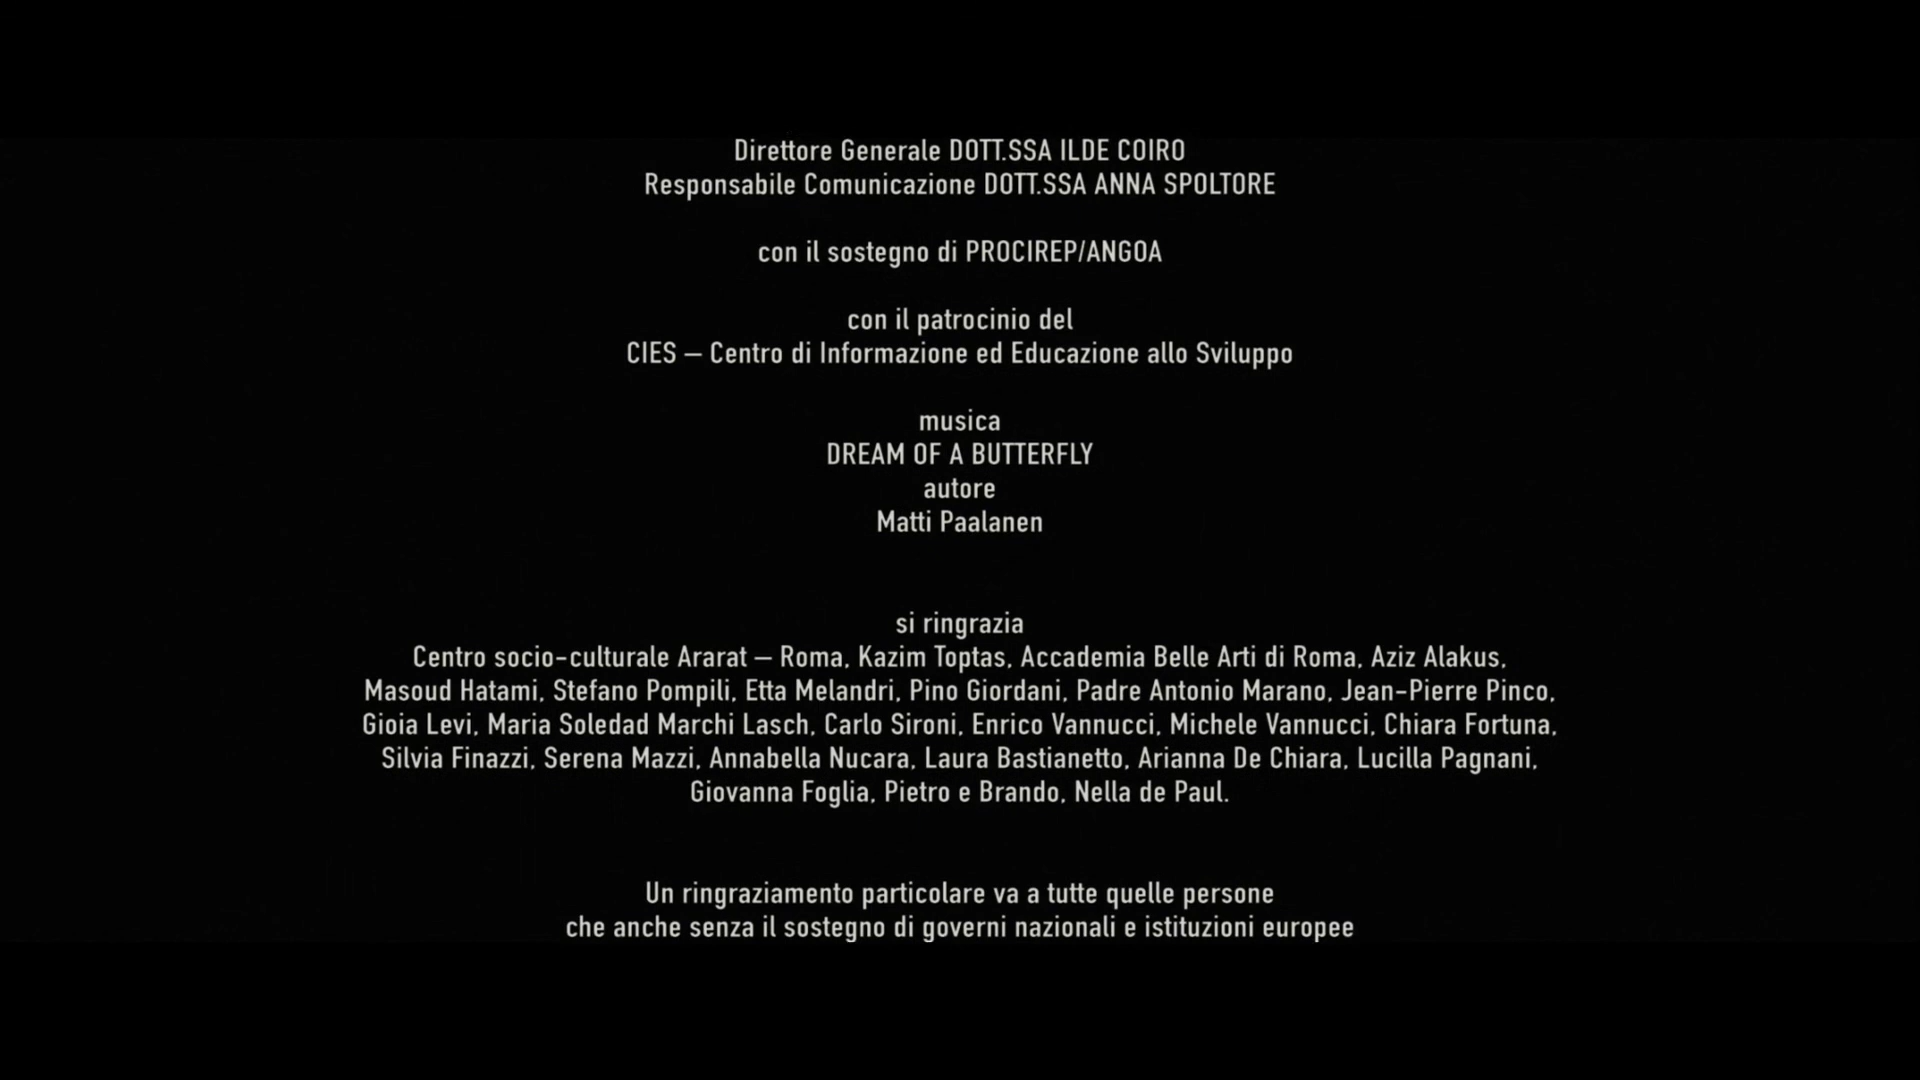 Direttore Generale DOTT.SSA ILDE COIRO
Responsabile Comunicazione DOTT.SSA ANNA SPOLTORE
con il sostegno di PROCIREP/ANGOA
con il patrocinio del
CIES – Centro di Informazione ed Educazione allo Sviluppo
musica
DREAM OF A BUTTERFLY
autore
Matti Paalanen
si ringrazia
Centro socio-culturale Ararat – Roma, Kazim Toptas, Accademia Belle Arti di Roma, Aziz Alakus,
Masoud Hatami, Stefano Pompili, Etta Melandri, Pino Giordani, Padre Antonio Marano, Jean-Pierre Pinco,
Gioia Levi, Maria Soledad Marchi Lasch, Carlo Sironi, Enrico Vannucci, Michele Vannucci, Chiara Fortuna,
Silvia Finazzi, Serena Mazzi, Annabella Nucara, Laura Bastianetto, Arianna De Chiara, Lucilla Pagnani,
Giovanna Foglia, Pietro e Brando, Nella de Paul.
Un ringraziamento particolare va a tutte quelle persone
che anche senza il sostegno di governi nazionali e istituzioni europee